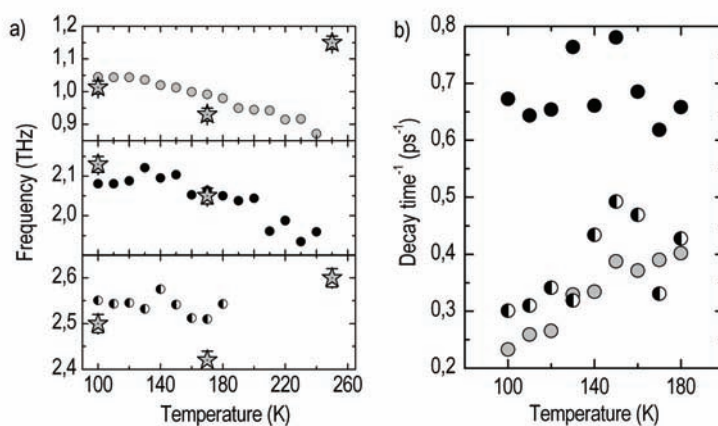 a)
b)
Frequency (THz)
1,2
1,1
1,0
0,9
2,1
2,0
2,6
2,5
2,4
100 140 180 220 260
Temperature (K)
Decay time⁻¹ (ps⁻¹)
0,8
0,7
0,6
0,5
0,4
0,3
0,2
100 140 180
Temperature (K)